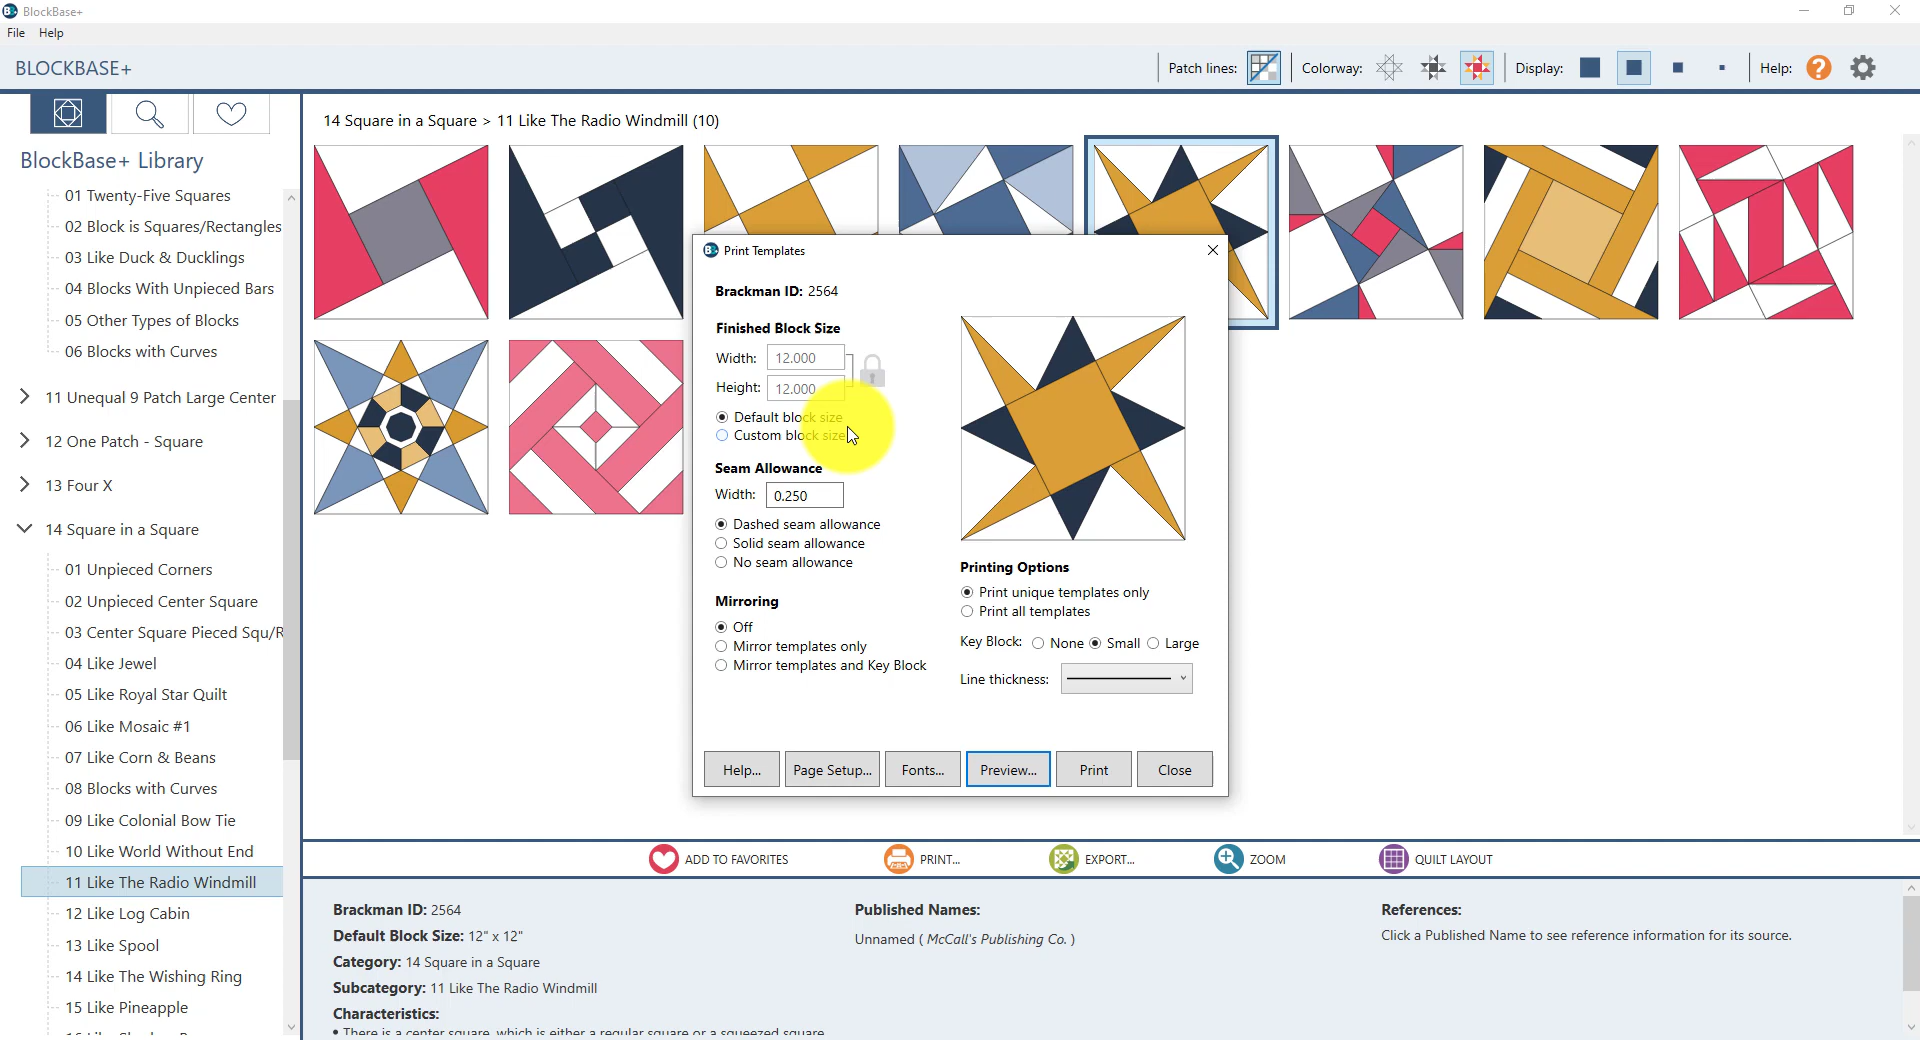 BlockBase+
File Help
BLOCKBASE+
Patch lines: Colorway: Display: Help:
14 Square in a Square > 11 Like The Radio Windmill (10)
BlockBase+ Library
01 Twenty-Five Squares
02 Block is Squares/Rectangles
03 Like Duck & Ducklings
04 Blocks With Unpieced Bars
05 Other Types of Blocks
06 Blocks with Curves
11 Unequal 9 Patch Large Center
12 One Patch - Square
13 Four X
14 Square in a Square
01 Unpieced Corners
02 Unpieced Center Square
03 Center Square Pieced Squ/R
04 Like Jewel
05 Like Royal Star Quilt
06 Like Mosaic #1
07 Like Corn & Beans
08 Blocks with Curves
09 Like Colonial Bow Tie
10 Like World Without End
11 Like The Radio Windmill
12 Like Log Cabin
13 Like Spool
14 Like The Wishing Ring
15 Like Pineapple
Print Templates
Brackman ID: 2564
Finished Block Size
Width: 12.000
Height: 12.000
Default block size
Custom block size
Seam Allowance
Width: 0.250
Dashed seam allowance
Solid seam allowance
No seam allowance
Mirroring
Off
Mirror templates only
Mirror templates and Key Block
Printing Options
Print unique templates only
Print all templates
Key Block: None Small Large
Line thickness:
Help... Page Setup... Fonts... Preview... Print Close
ADD TO FAVORITES PRINT... EXPORT... ZOOM QUILT LAYOUT
Brackman ID: 2564
Default Block Size: 12" x 12"
Category: 14 Square in a Square
Subcategory: 11 Like The Radio Windmill
Characteristics:
• There is a center square, which is either a regular square or a squeezed square
Published Names:
Unnamed ( McCall's Publishing Co. )
References:
Click a Published Name to see reference information for its source.